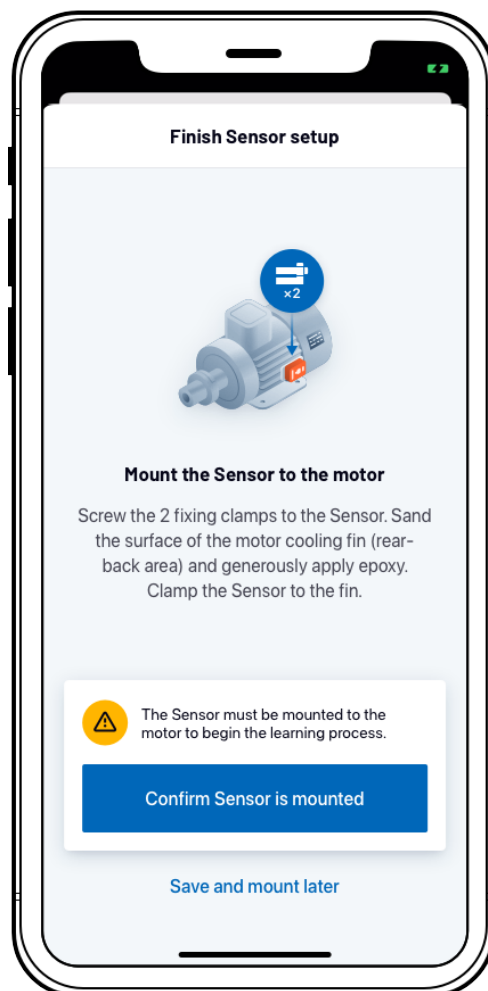 Finish Sensor setup
×2
Mount the Sensor to the motor
Screw the 2 fixing clamps to the Sensor. Sand
the surface of the motor cooling fin (rear-
back area) and generously apply epoxy.
Clamp the Sensor to the fin.
The Sensor must be mounted to the
motor to begin the learning process.
Confirm Sensor is mounted
Save and mount later